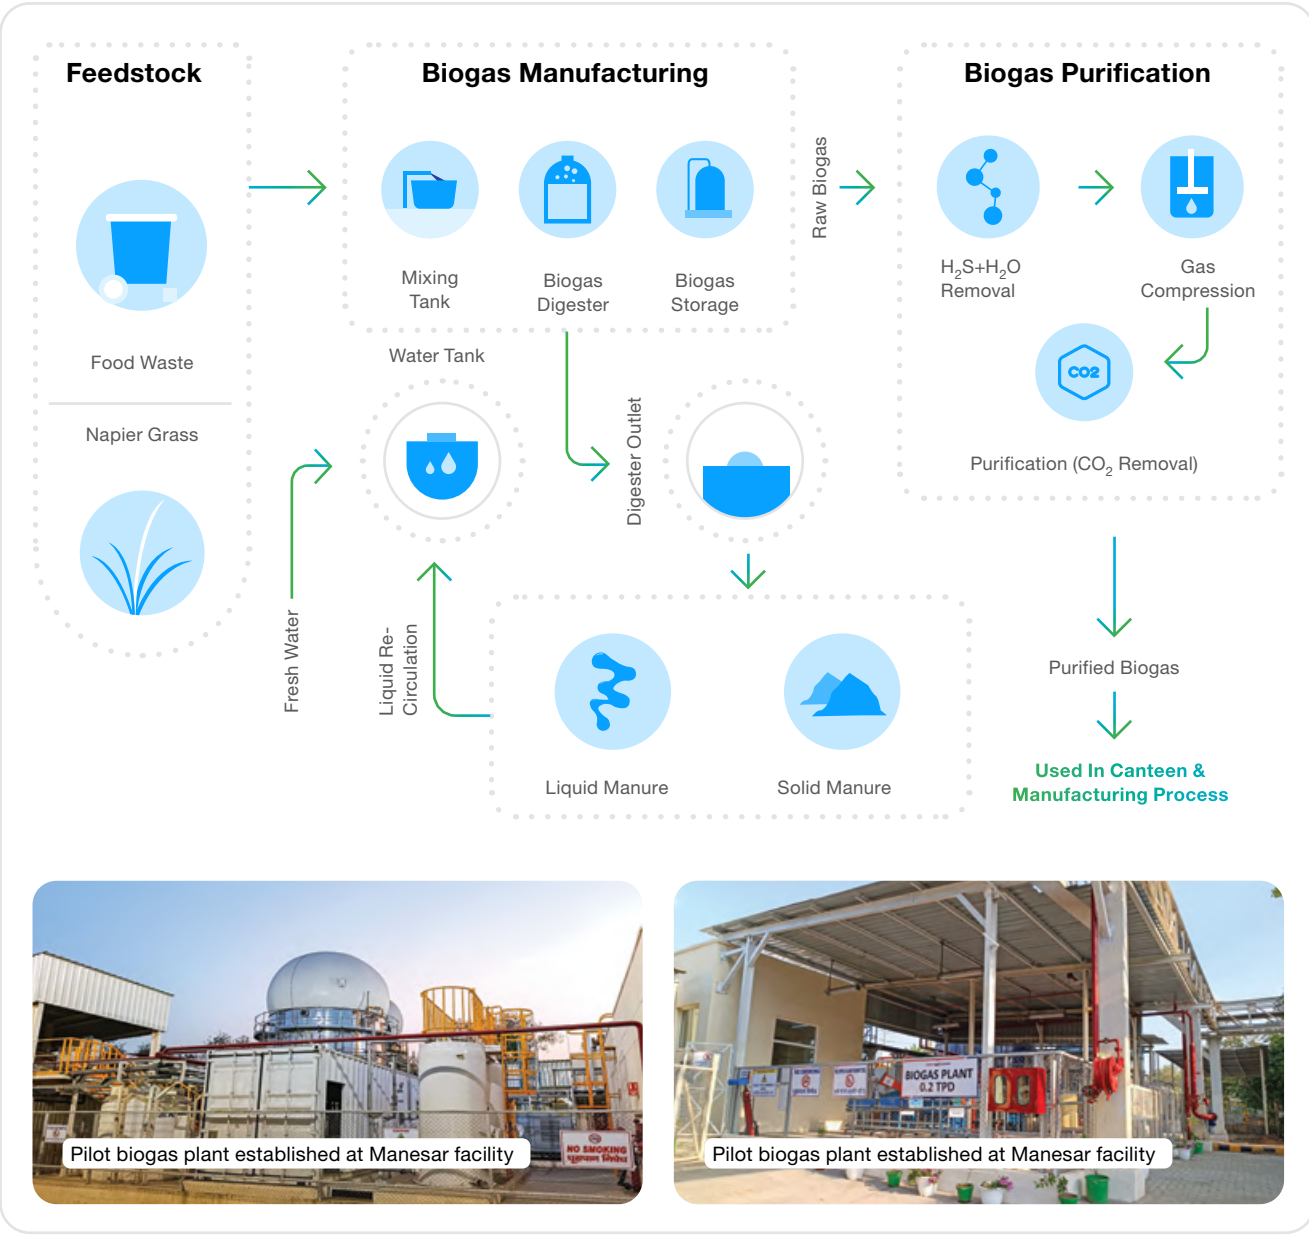 Feedstock
Food Waste
Napier Grass
Biogas Manufacturing
Mixing
Tank
Biogas
Digester
Biogas
Storage
Raw Biogas
Biogas Purification
H₂S+H₂O
Removal
Gas
Compression
CO2
Purification (CO₂ Removal)
Water Tank
Digester Outlet
Fresh Water
Liquid Re-
Circulation
Liquid Manure
Solid Manure
Purified Biogas
Used In Canteen &
Manufacturing Process
NO SMOKING
धूम्रपान निषेध
Pilot biogas plant established at Manesar facility
BIOGAS PLANT
0.2 TPD
Pilot biogas plant established at Manesar facility